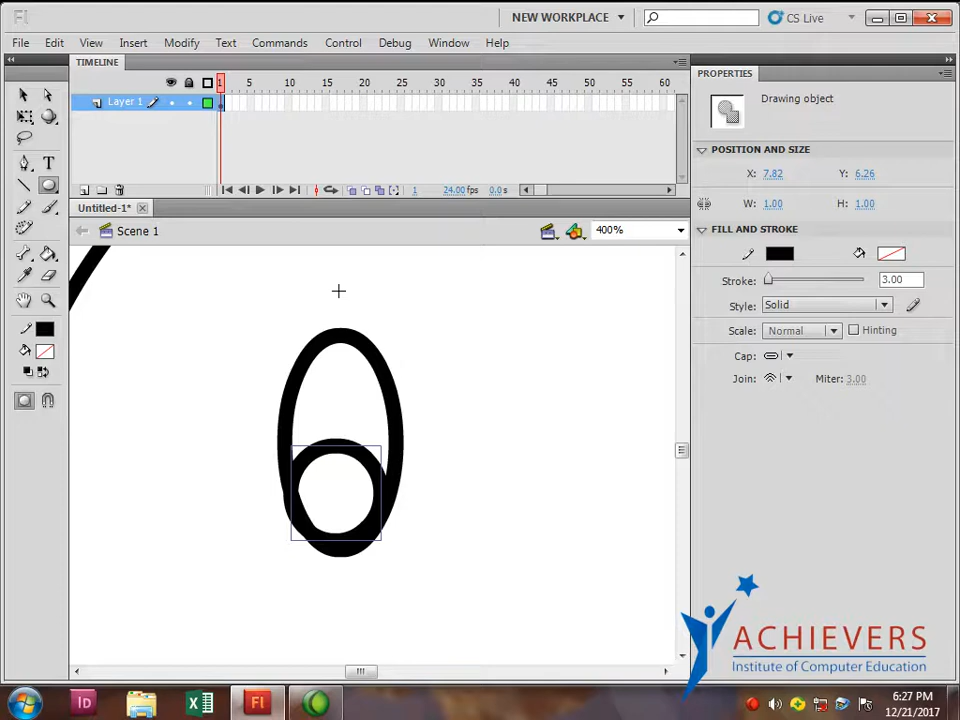 Fl
NEW WORKPLACE
CS Live
File Edit View Insert Modify Text Commands Control Debug Window Help
TIMELINE
PROPERTIES
1 5 10 15 20 25 30 35 40 45 50 55 60
Layer 1
Drawing object
POSITION AND SIZE
X: 7.82 Y: 6.26
W: 1.00 H: 1.00
1 24.00 fps 0.0 s
Untitled-1*
Scene 1
400%
FILL AND STROKE
Stroke: 3.00
Style: Solid
Scale: Normal Hinting
Cap:
Join: Miter: 3.00
T
ACHIEVERS
Institute of Computer Education
Id
Fl
6:27 PM
12/21/2017